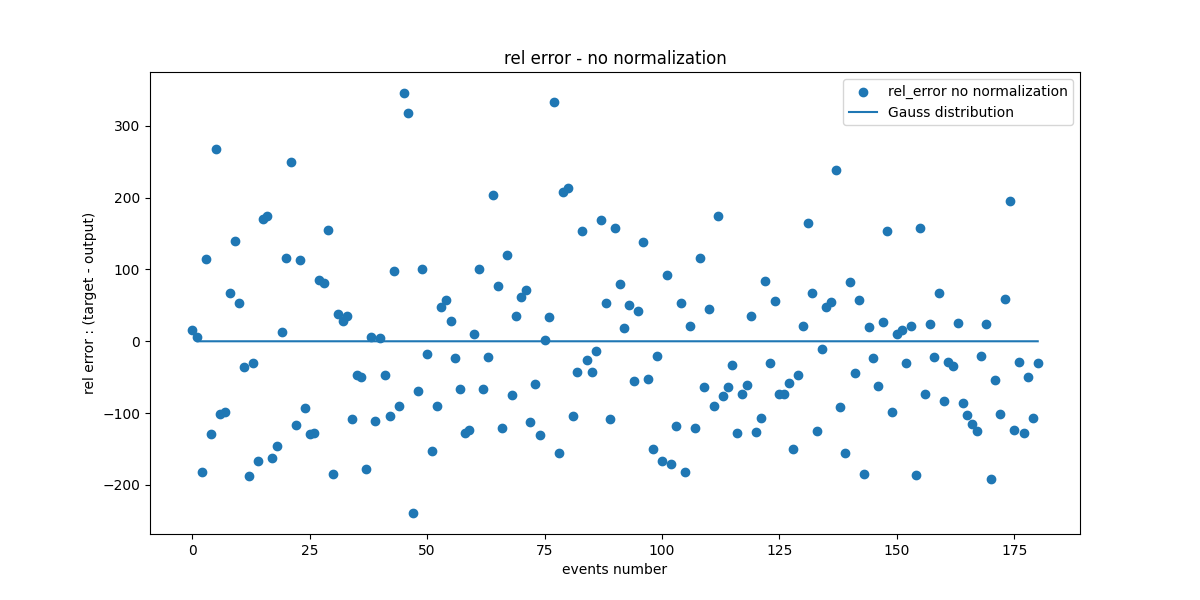 rel error - no normalization
rel_error no normalization
Gauss distribution
rel error : (target - output)
300
200
100
0
−100
−200
0 25 50 75 100 125 150 175
events number